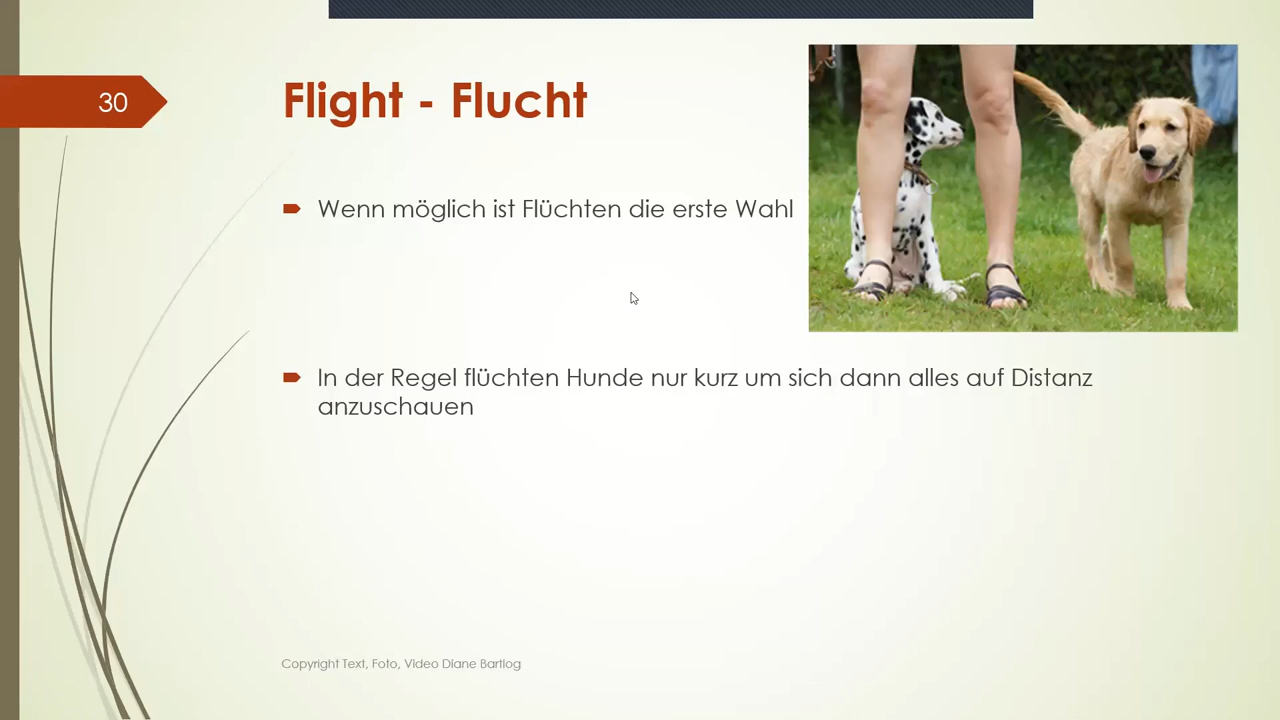 30
Flight - Flucht
Wenn möglich ist Flüchten die erste Wahl
In der Regel flüchten Hunde nur kurz um sich dann alles auf Distanz
anzuschauen
Copyright Text, Foto, Video Diane Bartlog